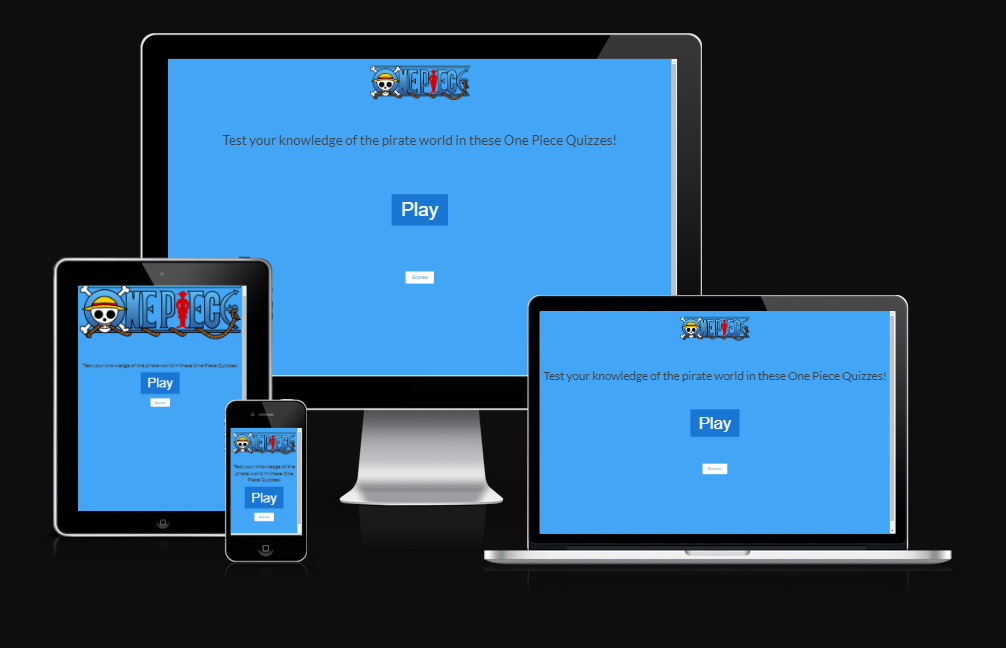 ONE PIECE
Test your knowledge of the pirate world in these One Piece Quizzes!
Play
Scores
ONE PIECE
Test your knowledge of the pirate world in these One Piece Quizzes!
Play
Scores
ONE PIECE
Test your knowledge of the
pirate world in these One
Piece Quizzes!
Play
Scores
ONE PIECE
Test your knowledge of the pirate world in these One Piece Quizzes!
Play
Scores